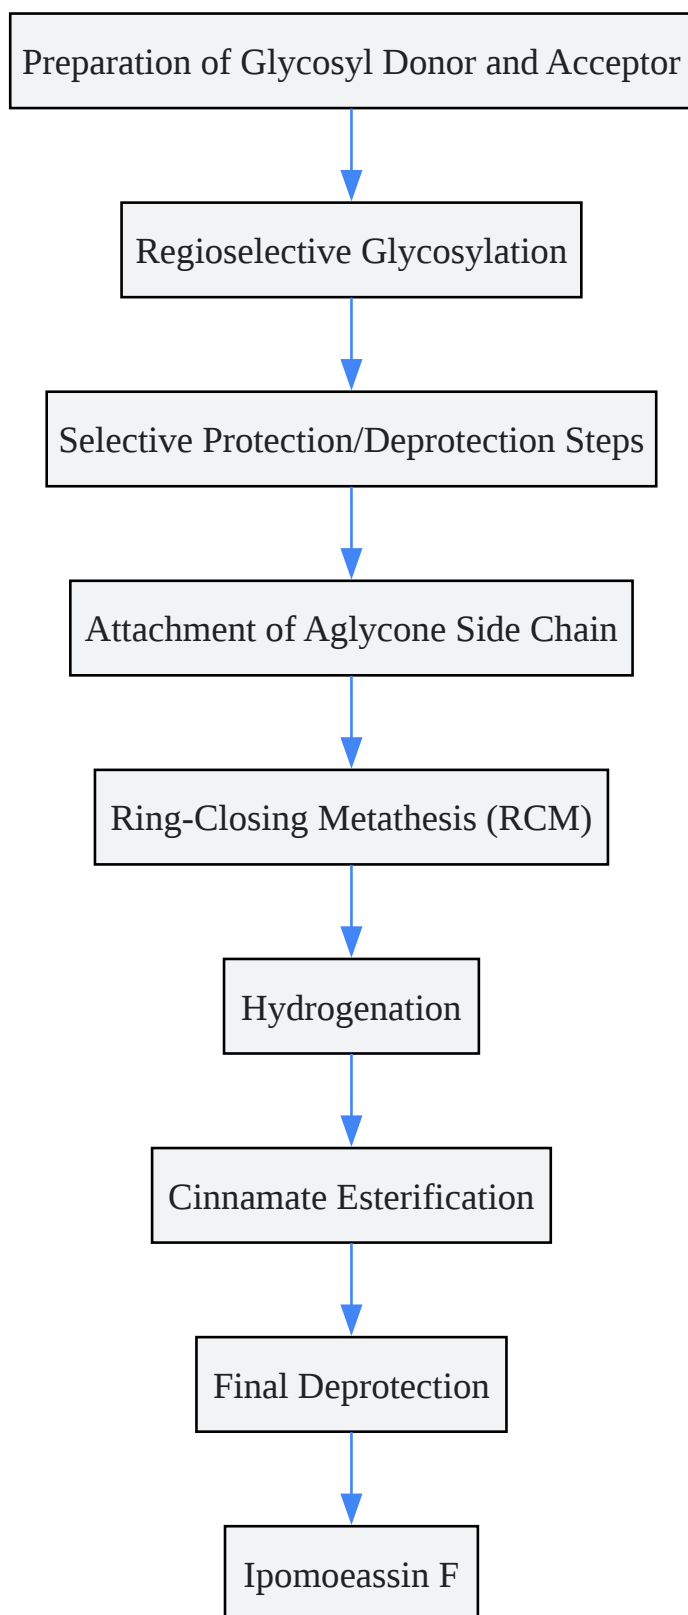 Preparation of Glycosyl Donor and Acceptor
Regioselective Glycosylation
Selective Protection/Deprotection Steps
Attachment of Aglycone Side Chain
Ring-Closing Metathesis (RCM)
Hydrogenation
Cinnamate Esterification
Final Deprotection
Ipomoeassin F